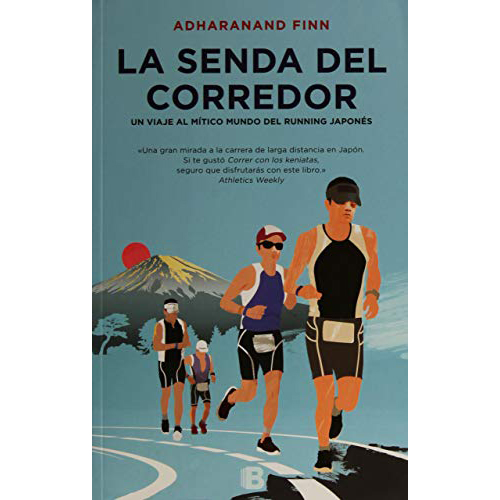 ADHARANAND FINN
LA SENDA DEL
CORREDOR
UN VIAJE AL MÍTICO MUNDO DEL RUNNING JAPONÉS
«Una gran mirada a la carrera de larga distancia en Japón.
Si te gustó Correr con los keniatas,
seguro que disfrutarás con este libro.»
Athletics Weekly
B